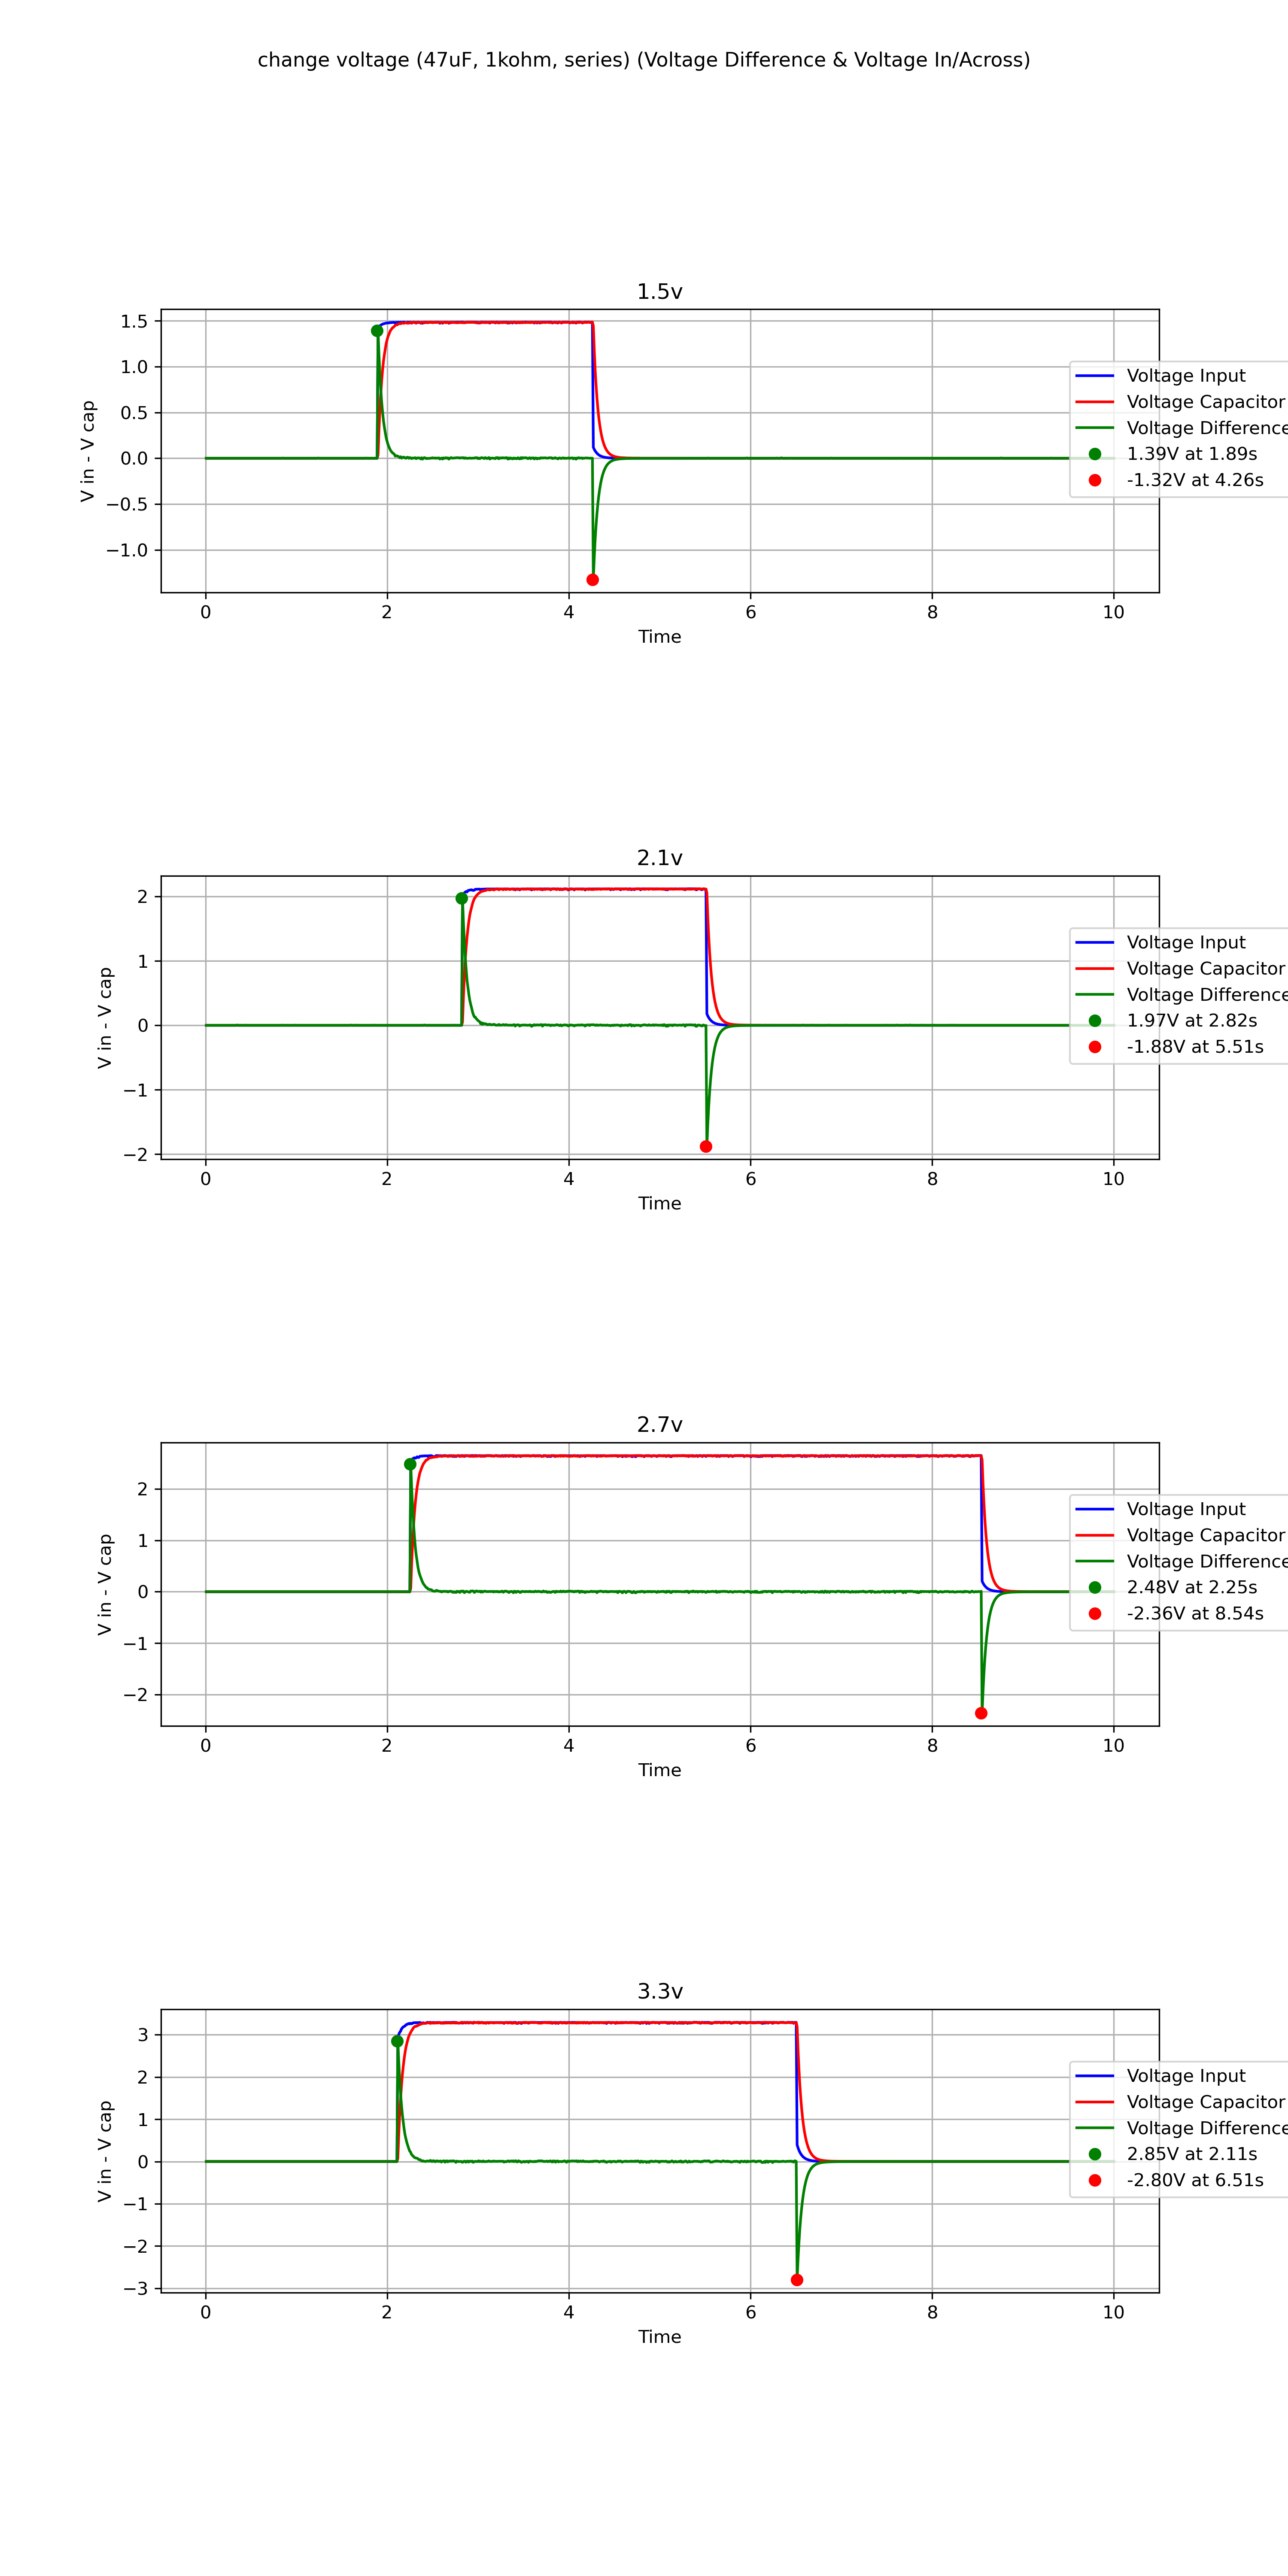 change voltage (47uF, 1kohm, series) (Voltage Difference & Voltage In/Across)
1.5v
V in - V cap
1.5
1.0
0.5
0.0
−0.5
−1.0
Voltage Input
Voltage Capacitor
Voltage Difference
1.39V at 1.89s
-1.32V at 4.26s
0 2 4 6 8 10
Time
2.1v
V in - V cap
2
1
0
−1
−2
Voltage Input
Voltage Capacitor
Voltage Difference
1.97V at 2.82s
-1.88V at 5.51s
0 2 4 6 8 10
Time
2.7v
V in - V cap
2
1
0
−1
−2
Voltage Input
Voltage Capacitor
Voltage Difference
2.48V at 2.25s
-2.36V at 8.54s
0 2 4 6 8 10
Time
3.3v
V in - V cap
3
2
1
0
−1
−2
−3
Voltage Input
Voltage Capacitor
Voltage Difference
2.85V at 2.11s
-2.80V at 6.51s
0 2 4 6 8 10
Time